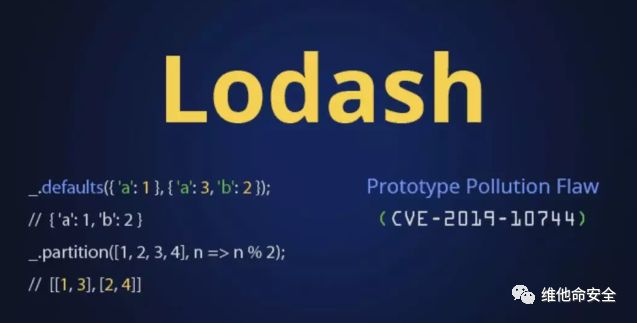 Lodash
_.defaults({ 'a': 1 }, { 'a': 3, 'b': 2 });
// { 'a': 1, 'b': 2 }
_.partition([1, 2, 3, 4], n => n % 2);
// [[1, 3], [2, 4]]
Prototype Pollution Flaw
(CVE-2019-10744)
维他命安全